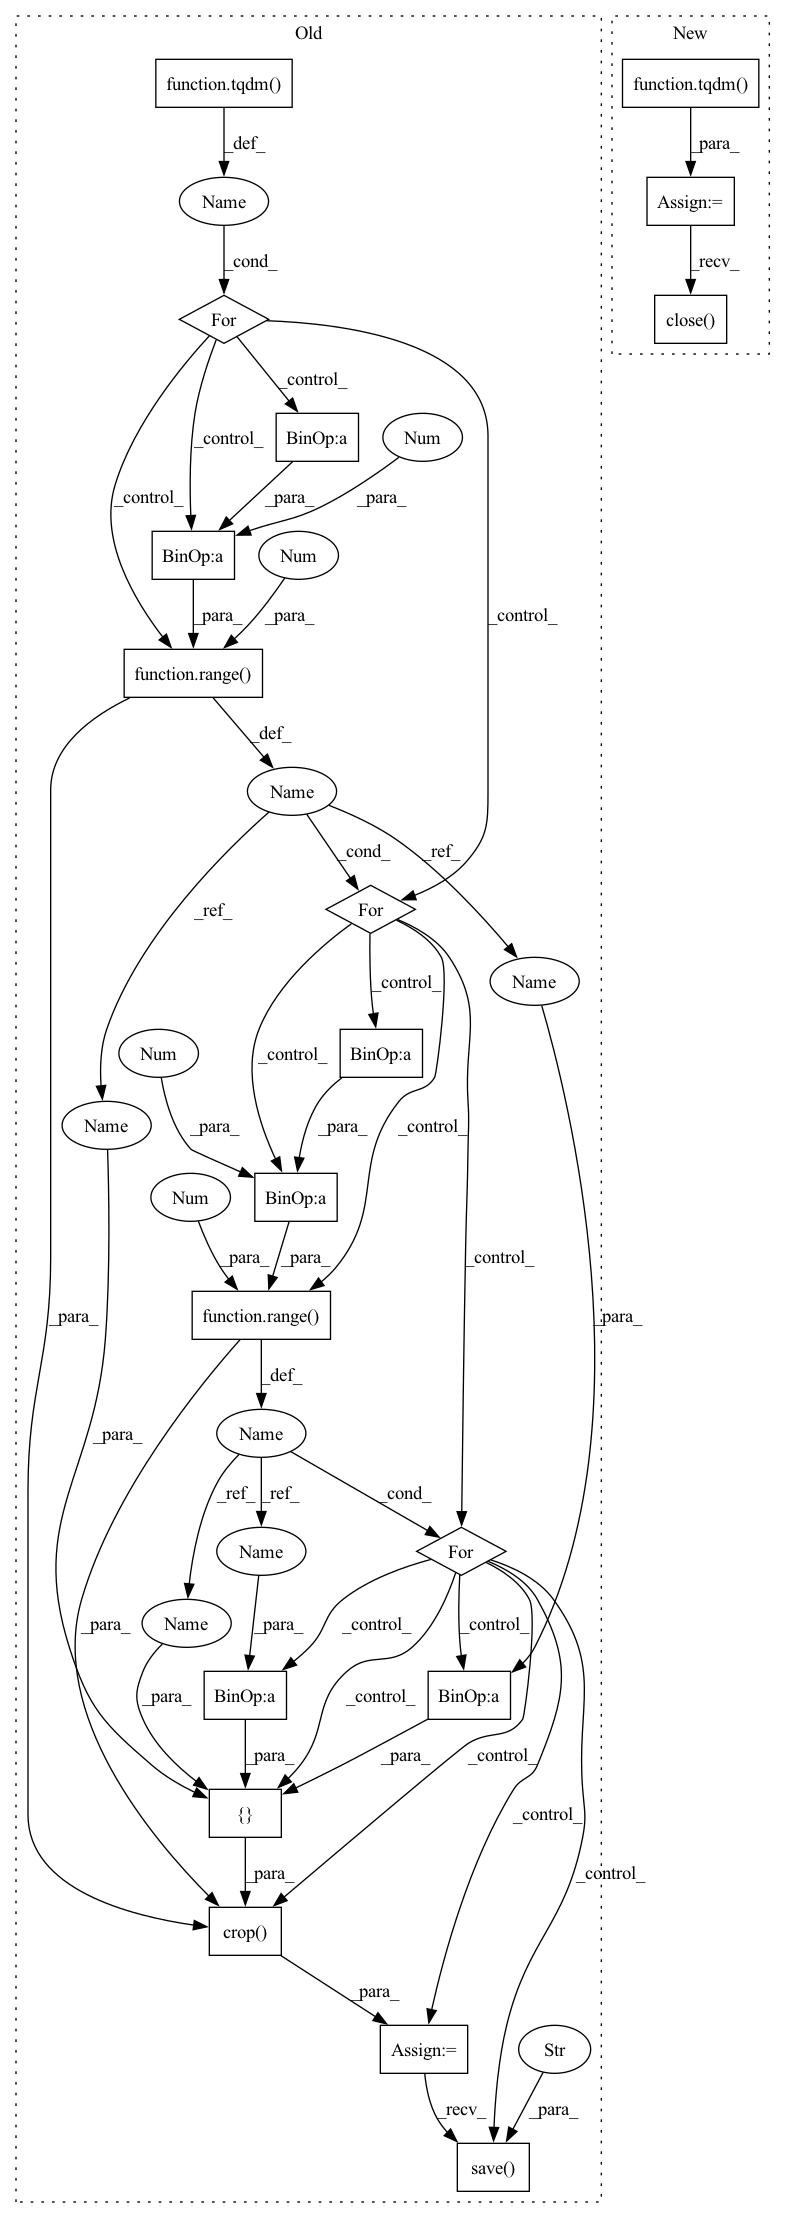 Old
New
function.tqdm()
function.tqdm()
_def_
_para_
Name
Assign:=
_cond_
_recv_
For
close()
_control_
BinOp:a
Num
_control_
_control_
_para_
_para_
BinOp:a
Num
_control_
_para_
_para_
function.range()
_def_
Name
_cond_
_ref_
For
_ref_
Name
_control_
Num
BinOp:a
_control_
Name
_para_
_para_
_control_
Num
BinOp:a
_para_
_para_
_control_
function.range()
_para_
_para_
_def_
_para_
Name
_ref_
_ref_
_cond_
Name
For
Name
_para_
_para_
_control_
_control_
BinOp:a
BinOp:a
_para_
_control_
_para_
_para_
_control_
{}
_control_
_para_
_control_
crop()
_para_
Assign:=
Str
_recv_
_para_
save()